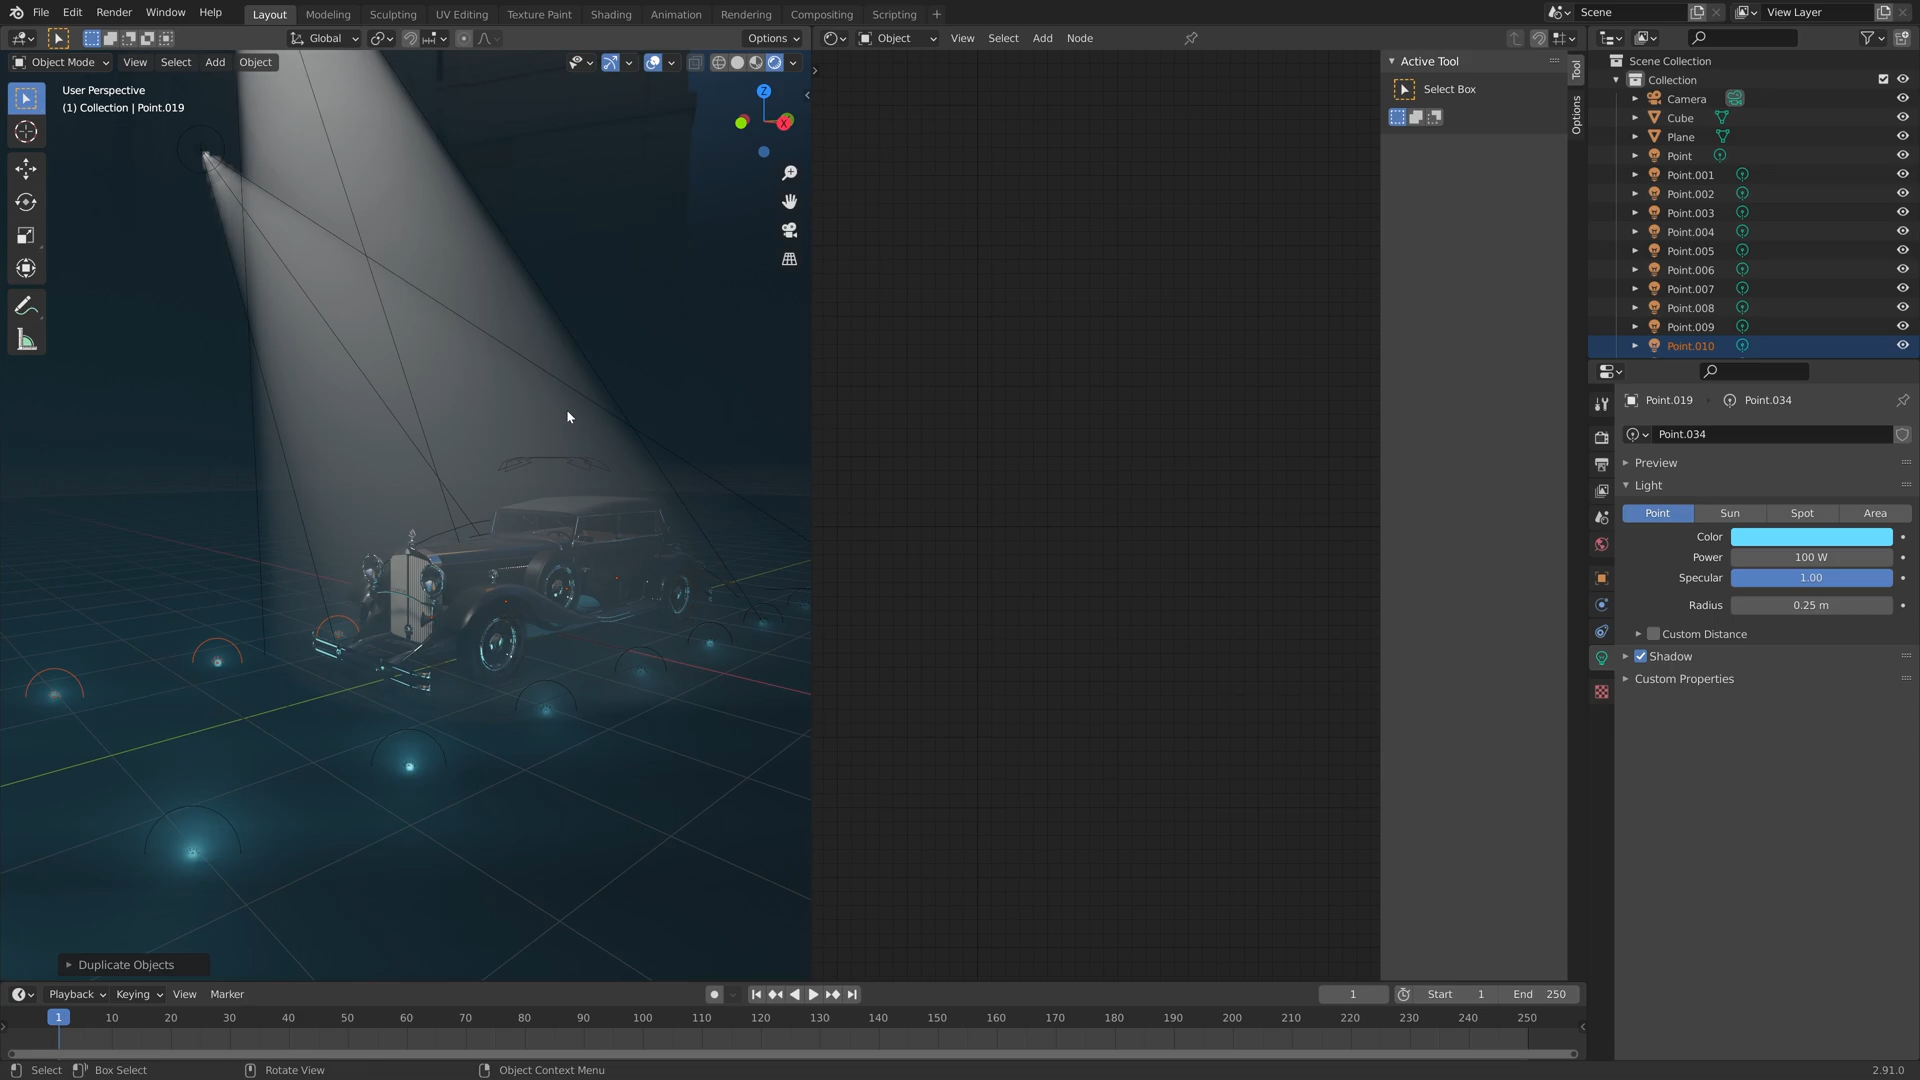 File Edit Render Window Help Layout Modeling Sculpting UV Editing Texture Paint Shading Animation Rendering Compositing Scripting + Scene View Layer
Global Options Object View Select Add Node
Object Mode View Select Add Object
User Perspective
(1) Collection | Point.019
Z
X
Duplicate Objects
Active Tool
Select Box
Tool
Options
Scene Collection
Collection
Camera
Cube
Plane
Point
Point.001
Point.002
Point.003
Point.004
Point.005
Point.006
Point.007
Point.008
Point.009
Point.010
Point.019 Point.034
Point.034
Preview
Light
Point Sun Spot Area
Color
Power 100 W
Specular 1.00
Radius 0.25 m
Custom Distance
Shadow
Custom Properties
Playback Keying View Marker 1 Start 1 End 250
1 10 20 30 40 50 60 70 80 90 100 110 120 130 140 150 160 170 180 190 200 210 220 230 240 250
Select Box Select Rotate View Object Context Menu 2.91.0